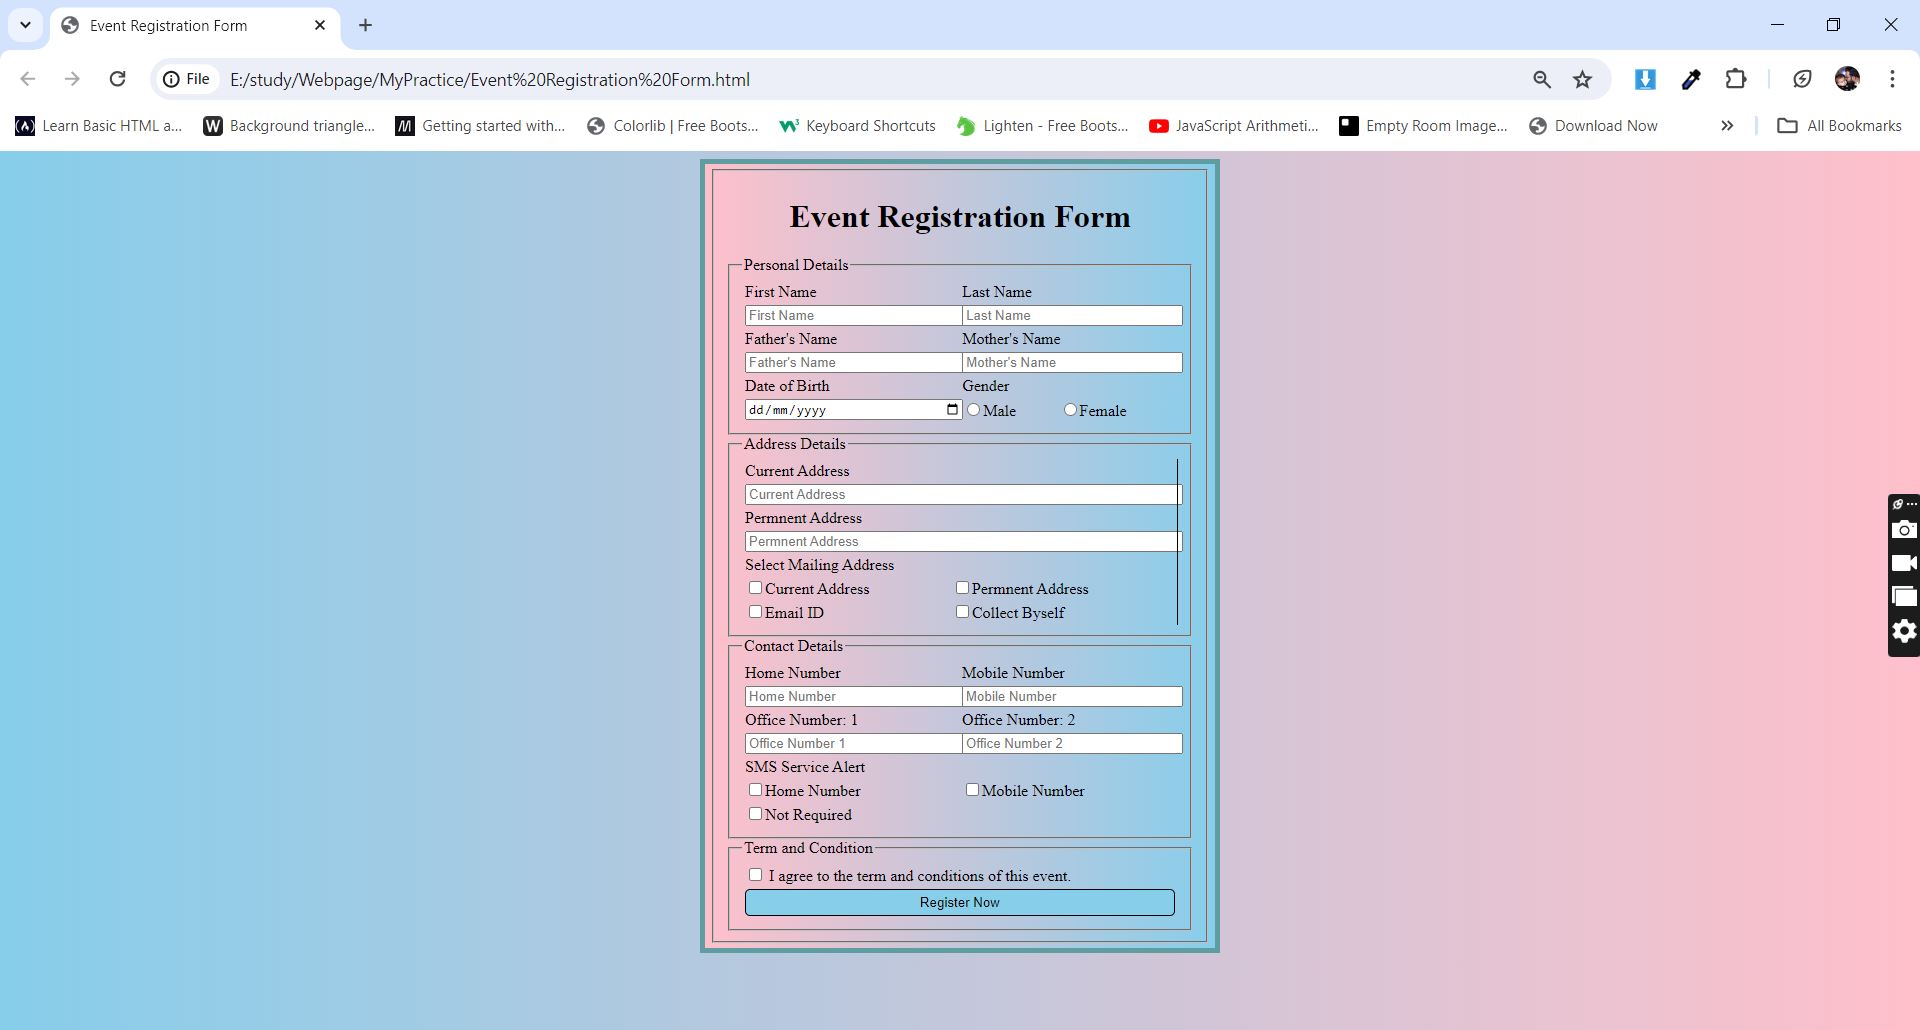 Event Registration Form
File E:/study/Webpage/MyPractice/Event%20Registration%20Form.html
Learn Basic HTML a... W Background triangle... Getting started with... Colorlib | Free Boots... Keyboard Shortcuts Lighten - Free Boots... JavaScript Arithmeti... Empty Room Image... Download Now » All Bookmarks
Event Registration Form
Personal Details
First Name Last Name
First Name Last Name
Father's Name Mother's Name
Father's Name Mother's Name
Date of Birth Gender
dd/mm/yyyy Male Female
Address Details
Current Address
Current Address
Permnent Address
Permnent Address
Select Mailing Address
Current Address Permnent Address
Email ID Collect Byself
Contact Details
Home Number Mobile Number
Home Number Mobile Number
Office Number: 1 Office Number: 2
Office Number 1 Office Number 2
SMS Service Alert
Home Number Mobile Number
Not Required
Term and Condition
I agree to the term and conditions of this event.
Register Now